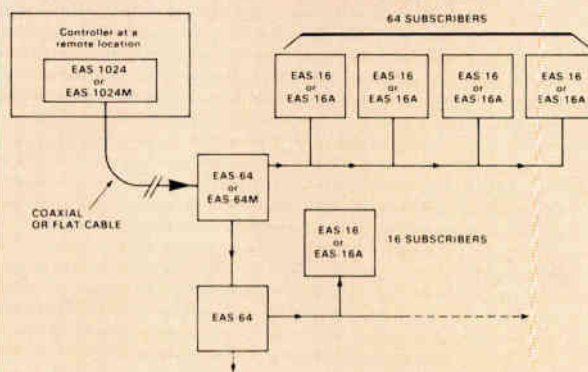 Controller at a
remote location
EAS 1024
or
EAS 1024M
COAXIAL
OR FLAT CABLE
64 SUBSCRIBERS
EAS 16
or
EAS 16A
EAS 16
or
EAS 16A
EAS 16
or
EAS 16A
EAS 16
or
EAS 16A
EAS-64
or
EAS-64M
EAS 16
or
EAS 16A
16 SUBSCRIBERS
EAS 64